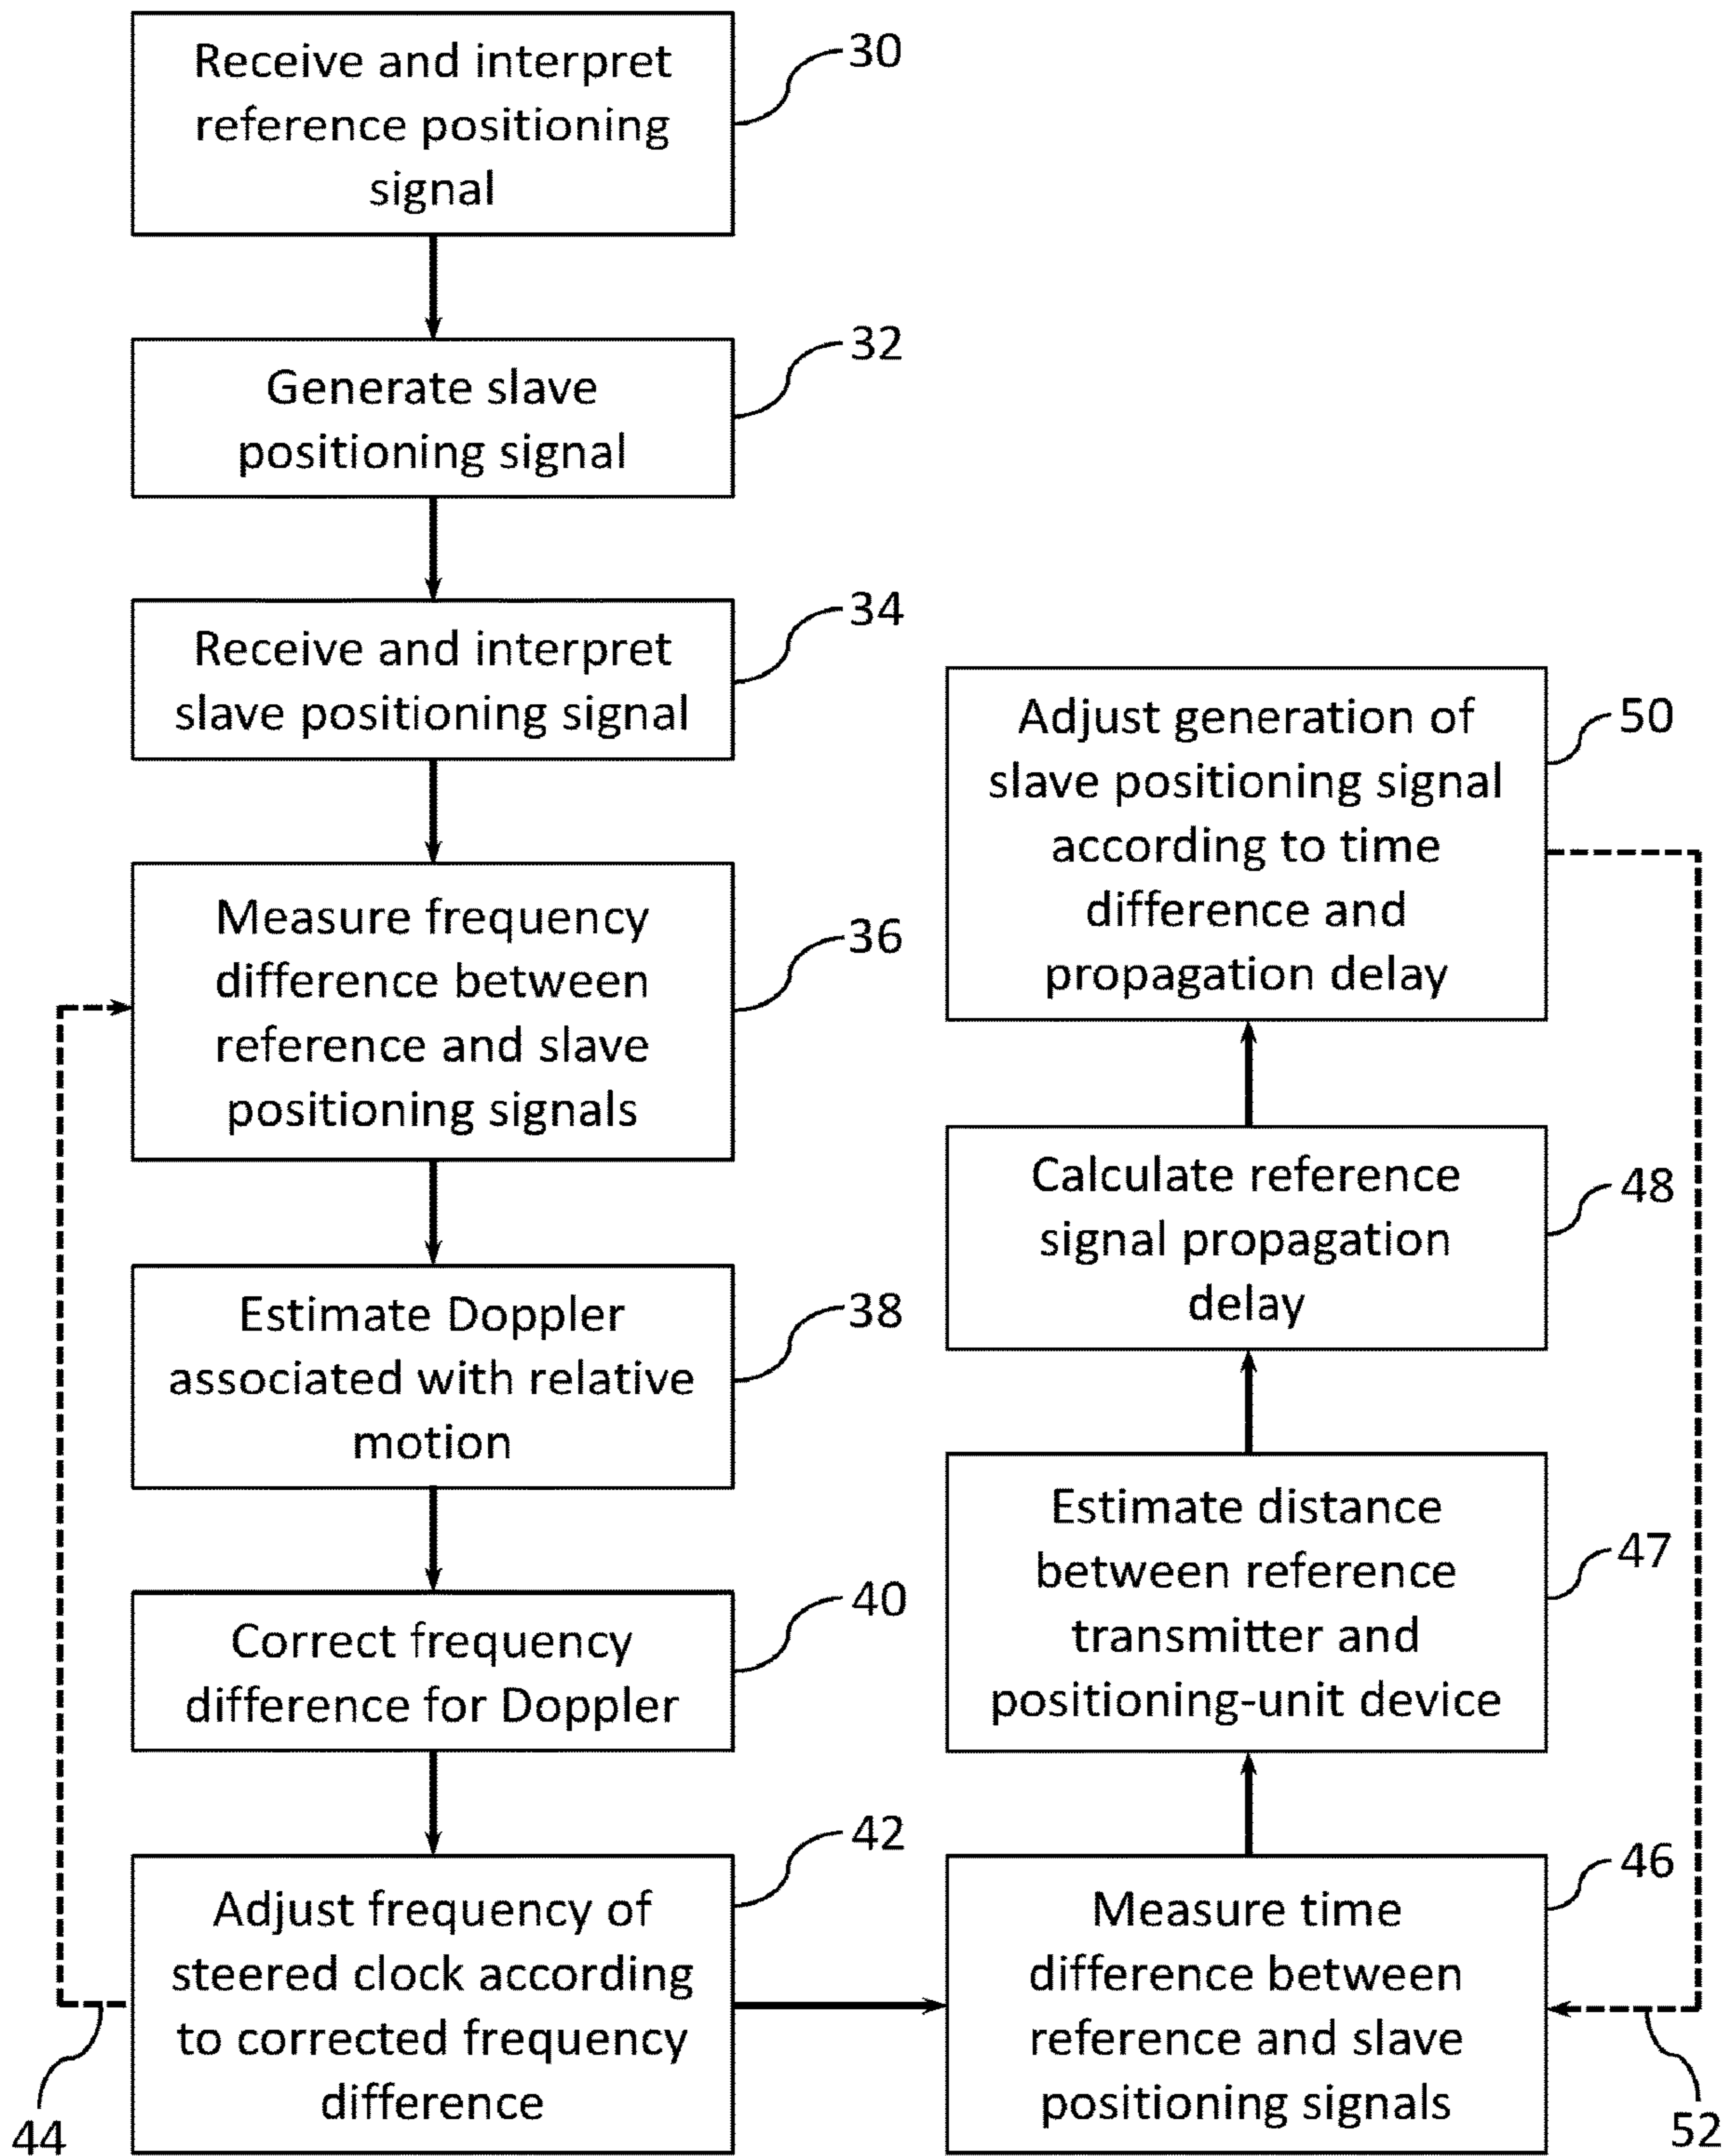 Receive and interpret
reference positioning
signal
30
Generate slave
positioning signal
32
Receive and interpret
slave positioning signal
34
Measure frequency
difference between
reference and slave
positioning signals
36
Estimate Doppler
associated with relative
motion
38
Correct frequency
difference for Doppler
40
Adjust frequency of
steered clock according
to corrected frequency
difference
42
44
Measure time
difference between
reference and slave
positioning signals
46
Estimate distance
between reference
transmitter and
positioning-unit device
47
Calculate reference
signal propagation
delay
48
Adjust generation of
slave positioning signal
according to time
difference and
propagation delay
50
52